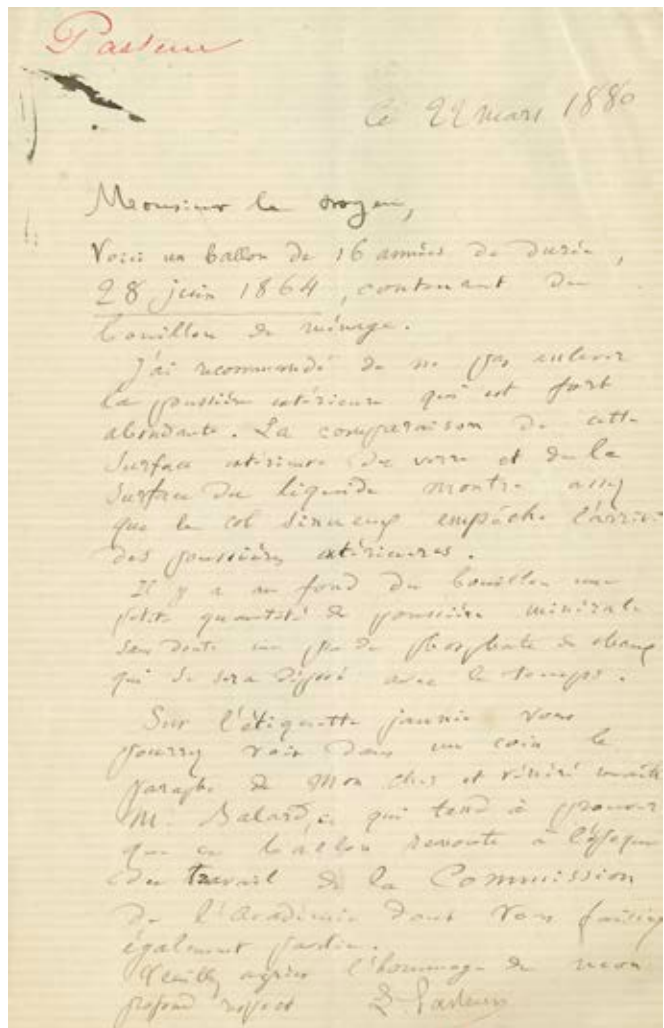 Pasteur
le 22 mars 1880
Monsieur le Doyen,
Voici un ballon de 16 années de durée,
28 juin 1864, contenant du
bouillon de ménage.
J'ai recommandé de ne pas enlever
la poussière extérieure qui est fort
abondante. La comparaison de cette
surface extérieure du verre et de la
surface du liquide montre assez
que le col sinueux empêche l'arrivée
des poussières extérieures.
Il y a au fond du bouillon une
petite quantité de poussière minérale
sans doute un peu de phosphate de chaux
qui se sera déposé avec le temps.
Sur l'étiquette jaunie vous
pourrez voir dans un coin le
paraphe de mon cher et vénéré maître
M. Balard, ce qui tend à prouver
que ce ballon remonte à l'époque
du travail de la Commission
de l'Académie dont vous faisiez
également partie.
Veuillez agréer l'hommage de mon
profond respect L. Pasteur